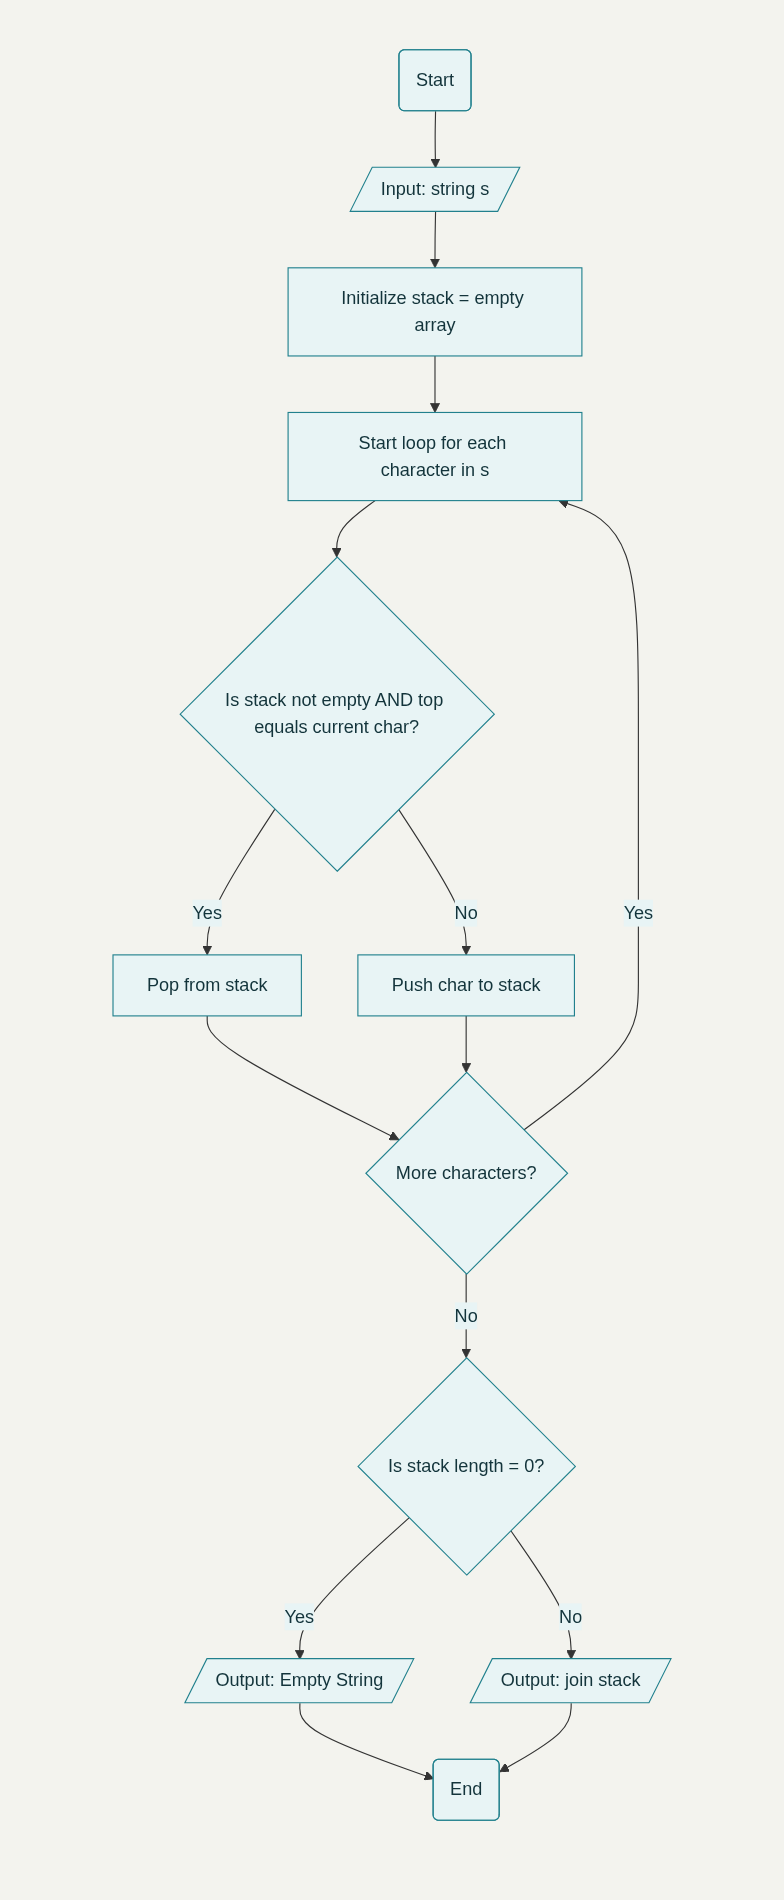 Start
Input: string s
Initialize stack = empty
array
Start loop for each
character in s
Is stack not empty AND top
equals current char?
Yes
No
Yes
Pop from stack
Push char to stack
More characters?
No
Is stack length = 0?
Yes
No
Output: Empty String
Output: join stack
End